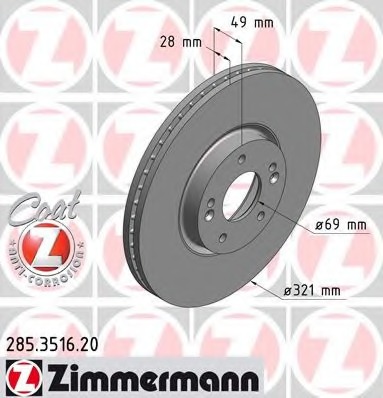 49 mm
28 mm
ø69 mm
ø321 mm
Coat Z
ANTI-CORROSION
285.3516.20
Z Zimmermann